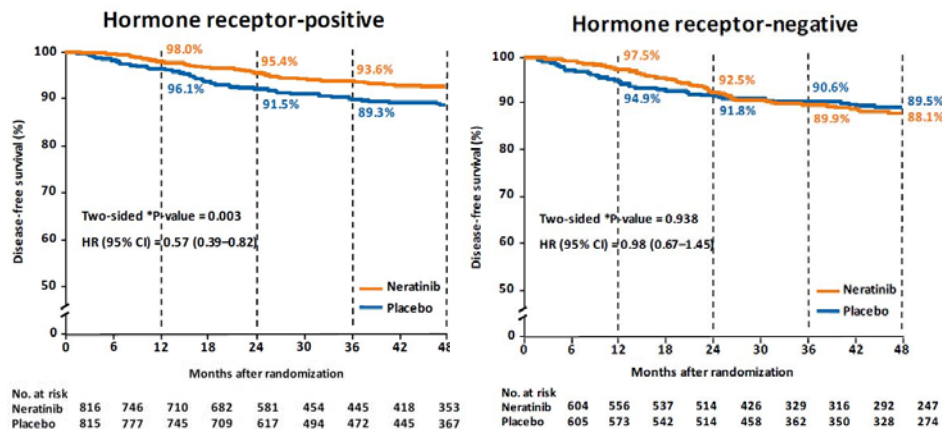 Hormone receptor-positive
100
90
80
90
70
60
50
0
Disease-free survival (%)
98.0%
95.4%
93.6%
96.1%
91.5%
89.3%
Two-sided *P-value = 0.003
HR (95% CI) = 0.57 (0.39–0.82)
Neratinib
Placebo
0 6 12 18 24 30 36 42 48
Months after randomization
No. at risk
Neratinib 816 746 710 682 581 454 445 418 353
Placebo 815 777 745 709 617 494 472 445 367
Hormone receptor-negative
100
90
80
90
70
60
50
0
Disease-free survival (%)
97.5%
92.5%
90.6%
89.5%
94.9%
91.8%
89.9%
88.1%
Two-sided *P-value = 0.938
HR (95% CI) = 0.98 (0.67–1.45)
Neratinib
Placebo
0 6 12 18 24 30 36 42 48
Months after randomization
No. at risk
Neratinib 604 556 537 514 426 329 316 292 247
Placebo 605 573 542 514 458 362 350 328 274